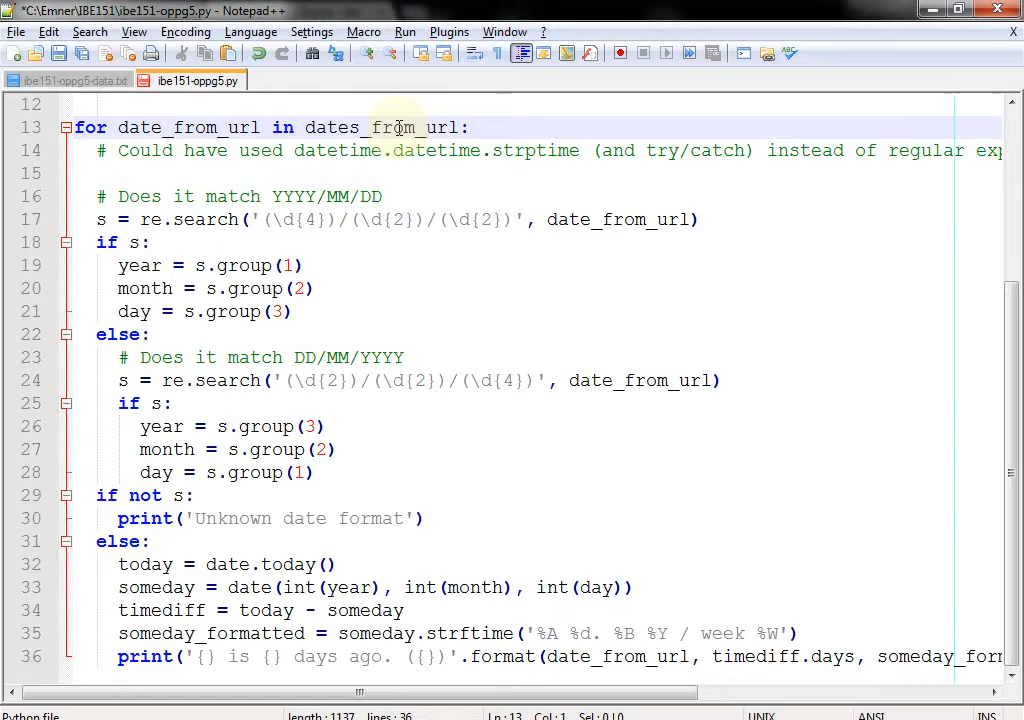 *C:\Emner\IBE151\ibe151-oppg5.py - Notepad++
File Edit Search View Encoding Language Settings Macro Run Plugins Window ? X
ibe151-oppg5-data.txt ibe151-oppg5.py
12
13 for date_from_url in dates_from_url:
14 # Could have used datetime.datetime.strptime (and try/catch) instead of regular exp
15
16 # Does it match YYYY/MM/DD
17 s = re.search('(\d{4})/(\d{2})/(\d{2})', date_from_url)
18 if s:
19 year = s.group(1)
20 month = s.group(2)
21 day = s.group(3)
22 else:
23 # Does it match DD/MM/YYYY
24 s = re.search('(\d{2})/(\d{2})/(\d{4})', date_from_url)
25 if s:
26 year = s.group(3)
27 month = s.group(2)
28 day = s.group(1)
29 if not s:
30 print('Unknown date format')
31 else:
32 today = date.today()
33 someday = date(int(year), int(month), int(day))
34 timediff = today - someday
35 someday_formatted = someday.strftime('%A %d. %B %Y / week %W')
36 print('{} is {} days ago. ({})'.format(date_from_url, timediff.days, someday_for
Python file length : 1137 lines : 36 Ln : 13 Col : 1 Sel : 0 | 0 UNIX ANSI INS